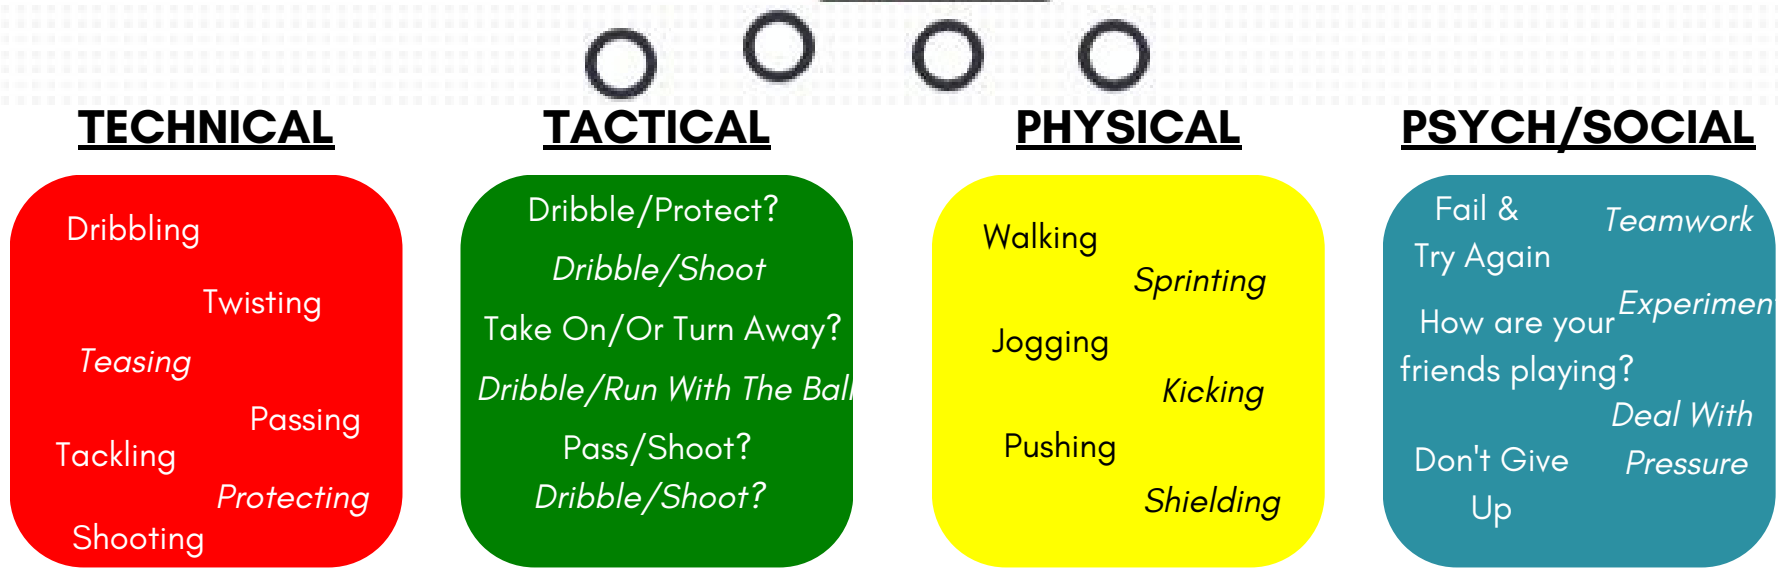 TECHNICAL
Dribbling
Twisting
Teasing
Passing
Tackling
Protecting
Shooting
TACTICAL
Dribble/Protect?
Dribble/Shoot
Take On/Or Turn Away?
Dribble/Run With The Ball
Pass/Shoot?
Dribble/Shoot?
PHYSICAL
Walking
Sprinting
Jogging
Kicking
Pushing
Shielding
PSYCH/SOCIAL
Fail &
Try Again
Teamwork
Experiment
How are your
friends playing?
Deal With
Pressure
Don't Give
Up